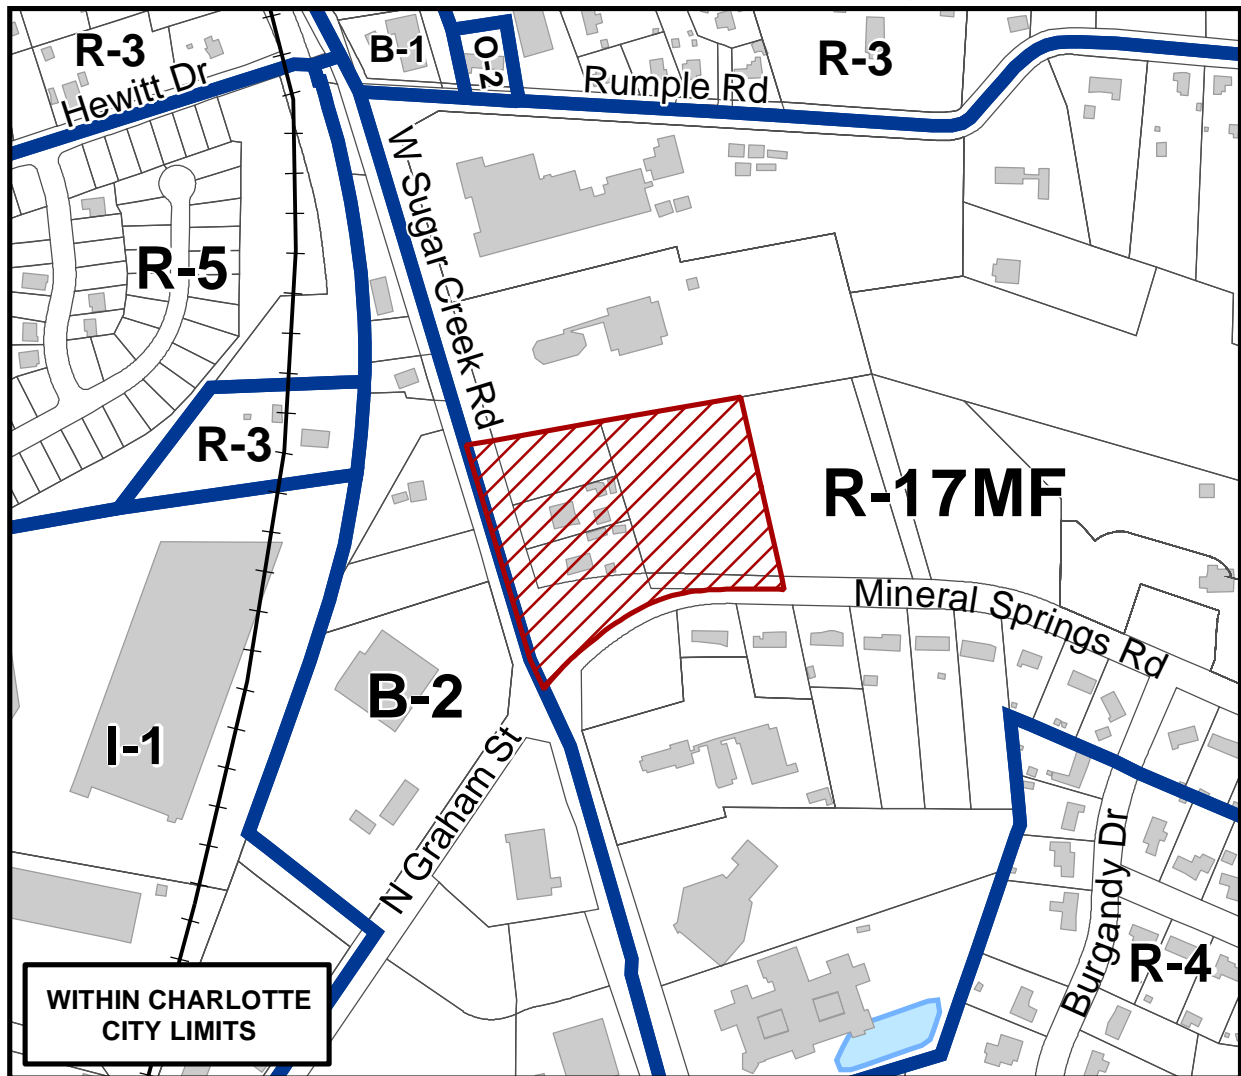 R-3
B-1
O-2
R-3
Hewitt Dr
Rumple Rd
W Sugar Creek Rd
R-5
R-3
R-17MF
Mineral Springs Rd
B-2
I-1
N Graham St
Burgandy Dr
R-4
WITHIN CHARLOTTE
CITY LIMITS